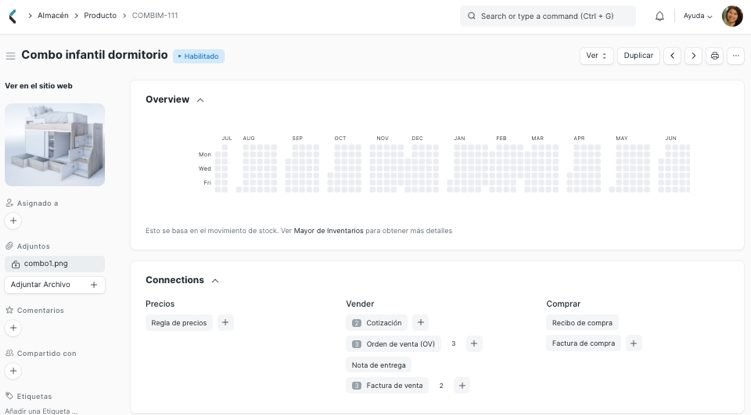 Almacén > Producto > COMBIM-111
Search or type a command (Ctrl + G)
Ayuda
Combo infantil dormitorio
Habilitado
Ver
Duplicar
Ver en el sitio web
Asignado a
Adjuntos
combo1.png
Adjuntar Archivo
Comentarios
Compartido con
Etiquetas
Añadir una Etiqueta ...
Overview
JUL AUG SEP OCT NOV DEC JAN FEB MAR APR MAY JUN
Mon
Wed
Fri
Esto se basa en el movimiento de stock. Ver Mayor de Inventarios para obtener más detalles
Connections
Precios
Regla de precios
Vender
Cotización
Orden de venta (OV) 3
Nota de entrega
Factura de venta 2
Comprar
Recibo de compra
Factura de compra